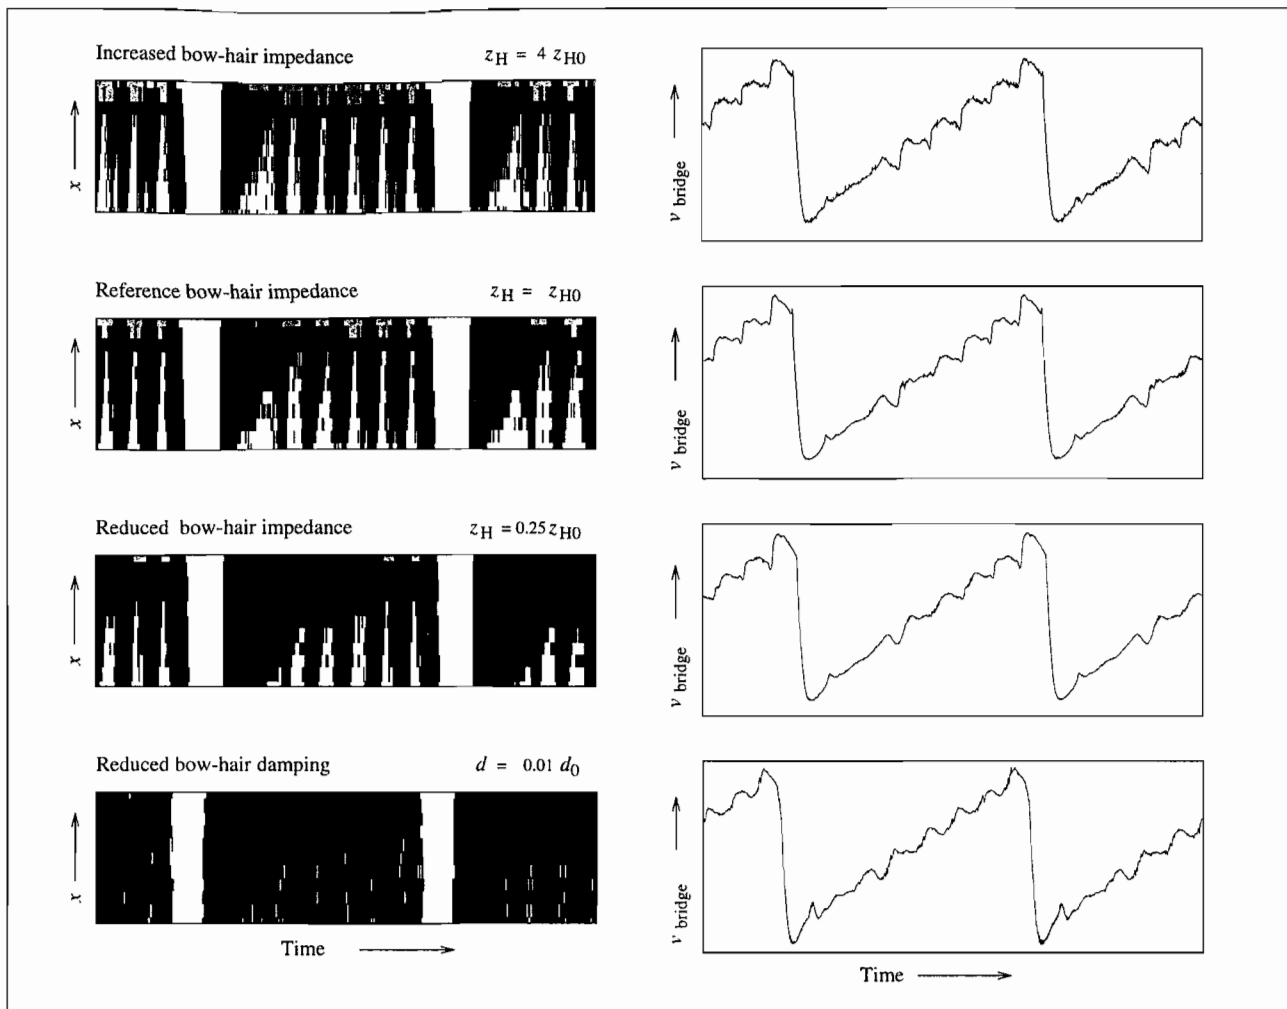 Increased bow-hair impedance z_H = 4 z_H0
x
v bridge
Reference bow-hair impedance z_H = z_H0
x
v bridge
Reduced bow-hair impedance z_H = 0.25 z_H0
x
v bridge
Reduced bow-hair damping d = 0.01 d_0
x
v bridge
Time
Time